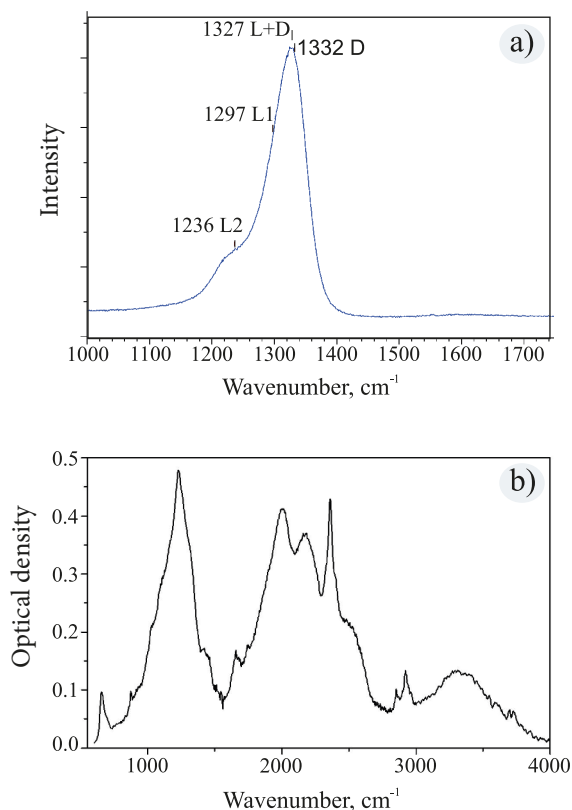 1327 L+D
1332 D
a)
1297 L1
1236 L2
Intensity
1000 1100 1200 1300 1400 1500 1600 1700
Wavenumber, cm-1
b)
0.5
0.4
0.3
0.2
0.1
0.0
Optical density
1000 2000 3000 4000
Wavenumber, cm-1